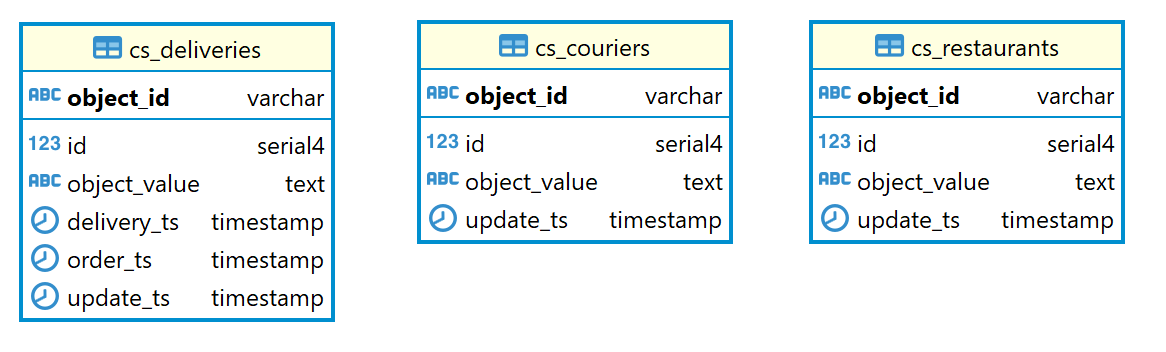 cs_deliveries
ABC object_id varchar
123 id serial4
ABC object_value text
delivery_ts timestamp
order_ts timestamp
update_ts timestamp
cs_couriers
ABC object_id varchar
123 id serial4
ABC object_value text
update_ts timestamp
cs_restaurants
ABC object_id varchar
123 id serial4
ABC object_value text
update_ts timestamp